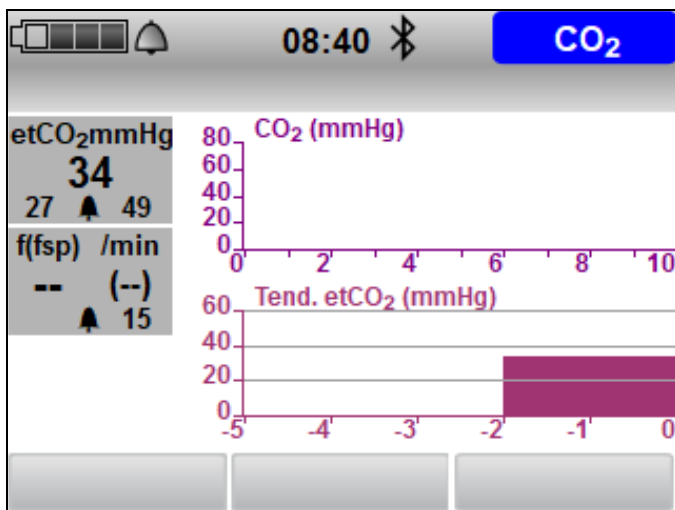 08:40 CO₂
etCO₂mmHg
34
27 49
f(fsp) /min
-- (--)
15
CO₂ (mmHg)
80
60
40
20
0
0 2 4 6 8 10
Tend. etCO₂ (mmHg)
60
40
20
0
-5 -4 -3 -2 -1 0